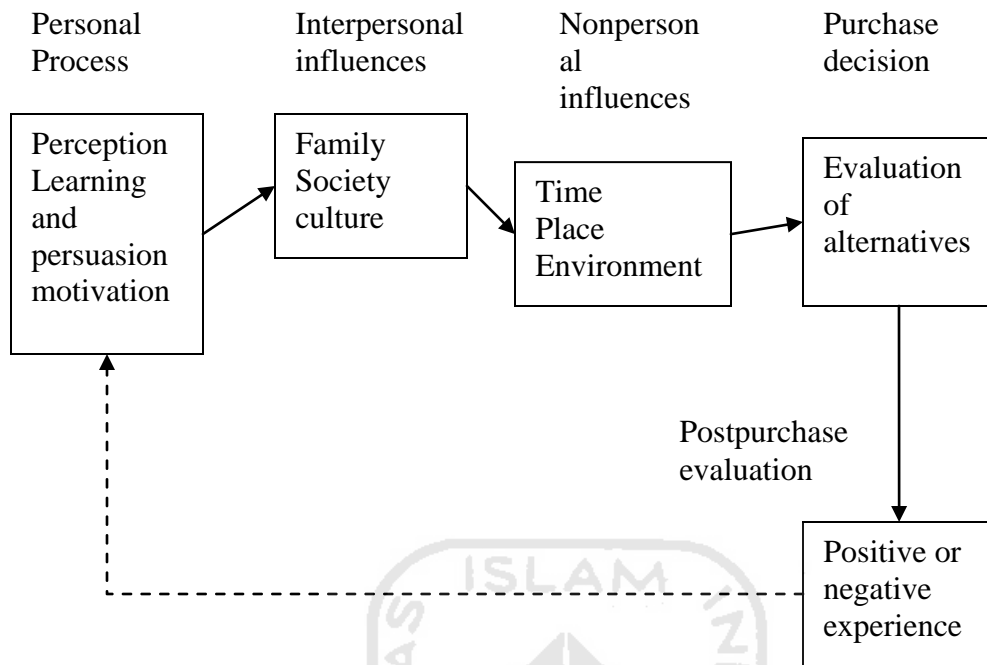 Personal
Process
Interpersonal
influences
Nonperson
al
influences
Purchase
decision
Perception
Learning
and
persuasion
motivation
Family
Society
culture
Time
Place
Environment
Evaluation
of
alternatives
Postpurchase
evaluation
Positive or
negative
experience
ISLAM